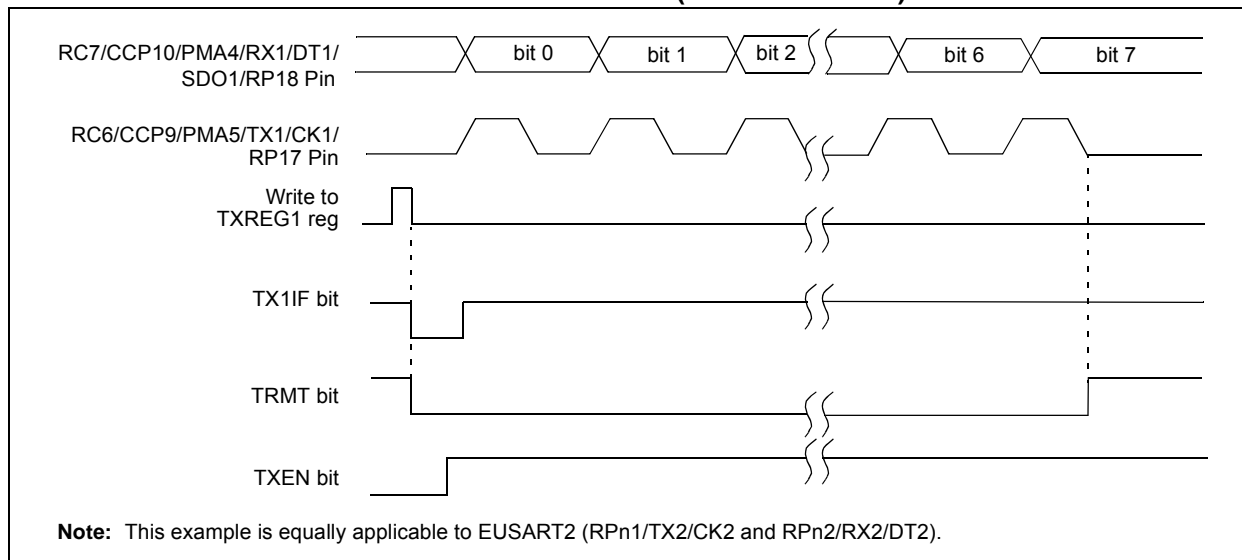 RC7/CCP10/PMA4/RX1/DT1/
SDO1/RP18 Pin
bit 0 bit 1 bit 2 bit 6 bit 7
RC6/CCP9/PMA5/TX1/CK1/
RP17 Pin
Write to
TXREG1 reg
TX1IF bit
TRMT bit
TXEN bit
Note: This example is equally applicable to EUSART2 (RPn1/TX2/CK2 and RPn2/RX2/DT2).